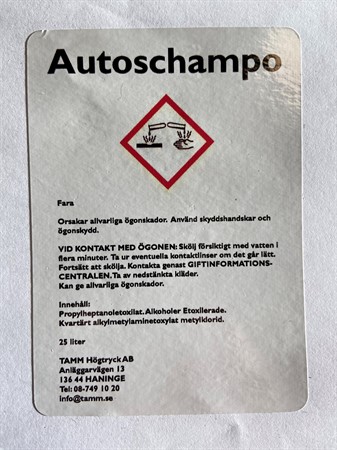 Autoschampo
Fara
Orsakar allvarliga ögonskador. Använd skyddshandskar och
ögonskydd.
VID KONTAKT MED ÖGONEN: Skölj försiktigt med vatten i
flera minuter. Ta ur eventuella kontaktlinser om det går lätt.
Fortsätt att skölja. Kontakta genast GIFTINFORMATIONS-
CENTRALEN. Ta av nedstänkta kläder.
Kan ge allvarliga ögonskador.
Innehåll:
Propylheptanoletoxilat. Alkoholer Etoxilerade.
Kvartärt alkylmetylaminetoxylat metylklorid.
25 liter
TAMM Högtryck AB
Anläggarvägen 13
136 44 HANINGE
Tel: 08-749 10 20
info@tamm.se